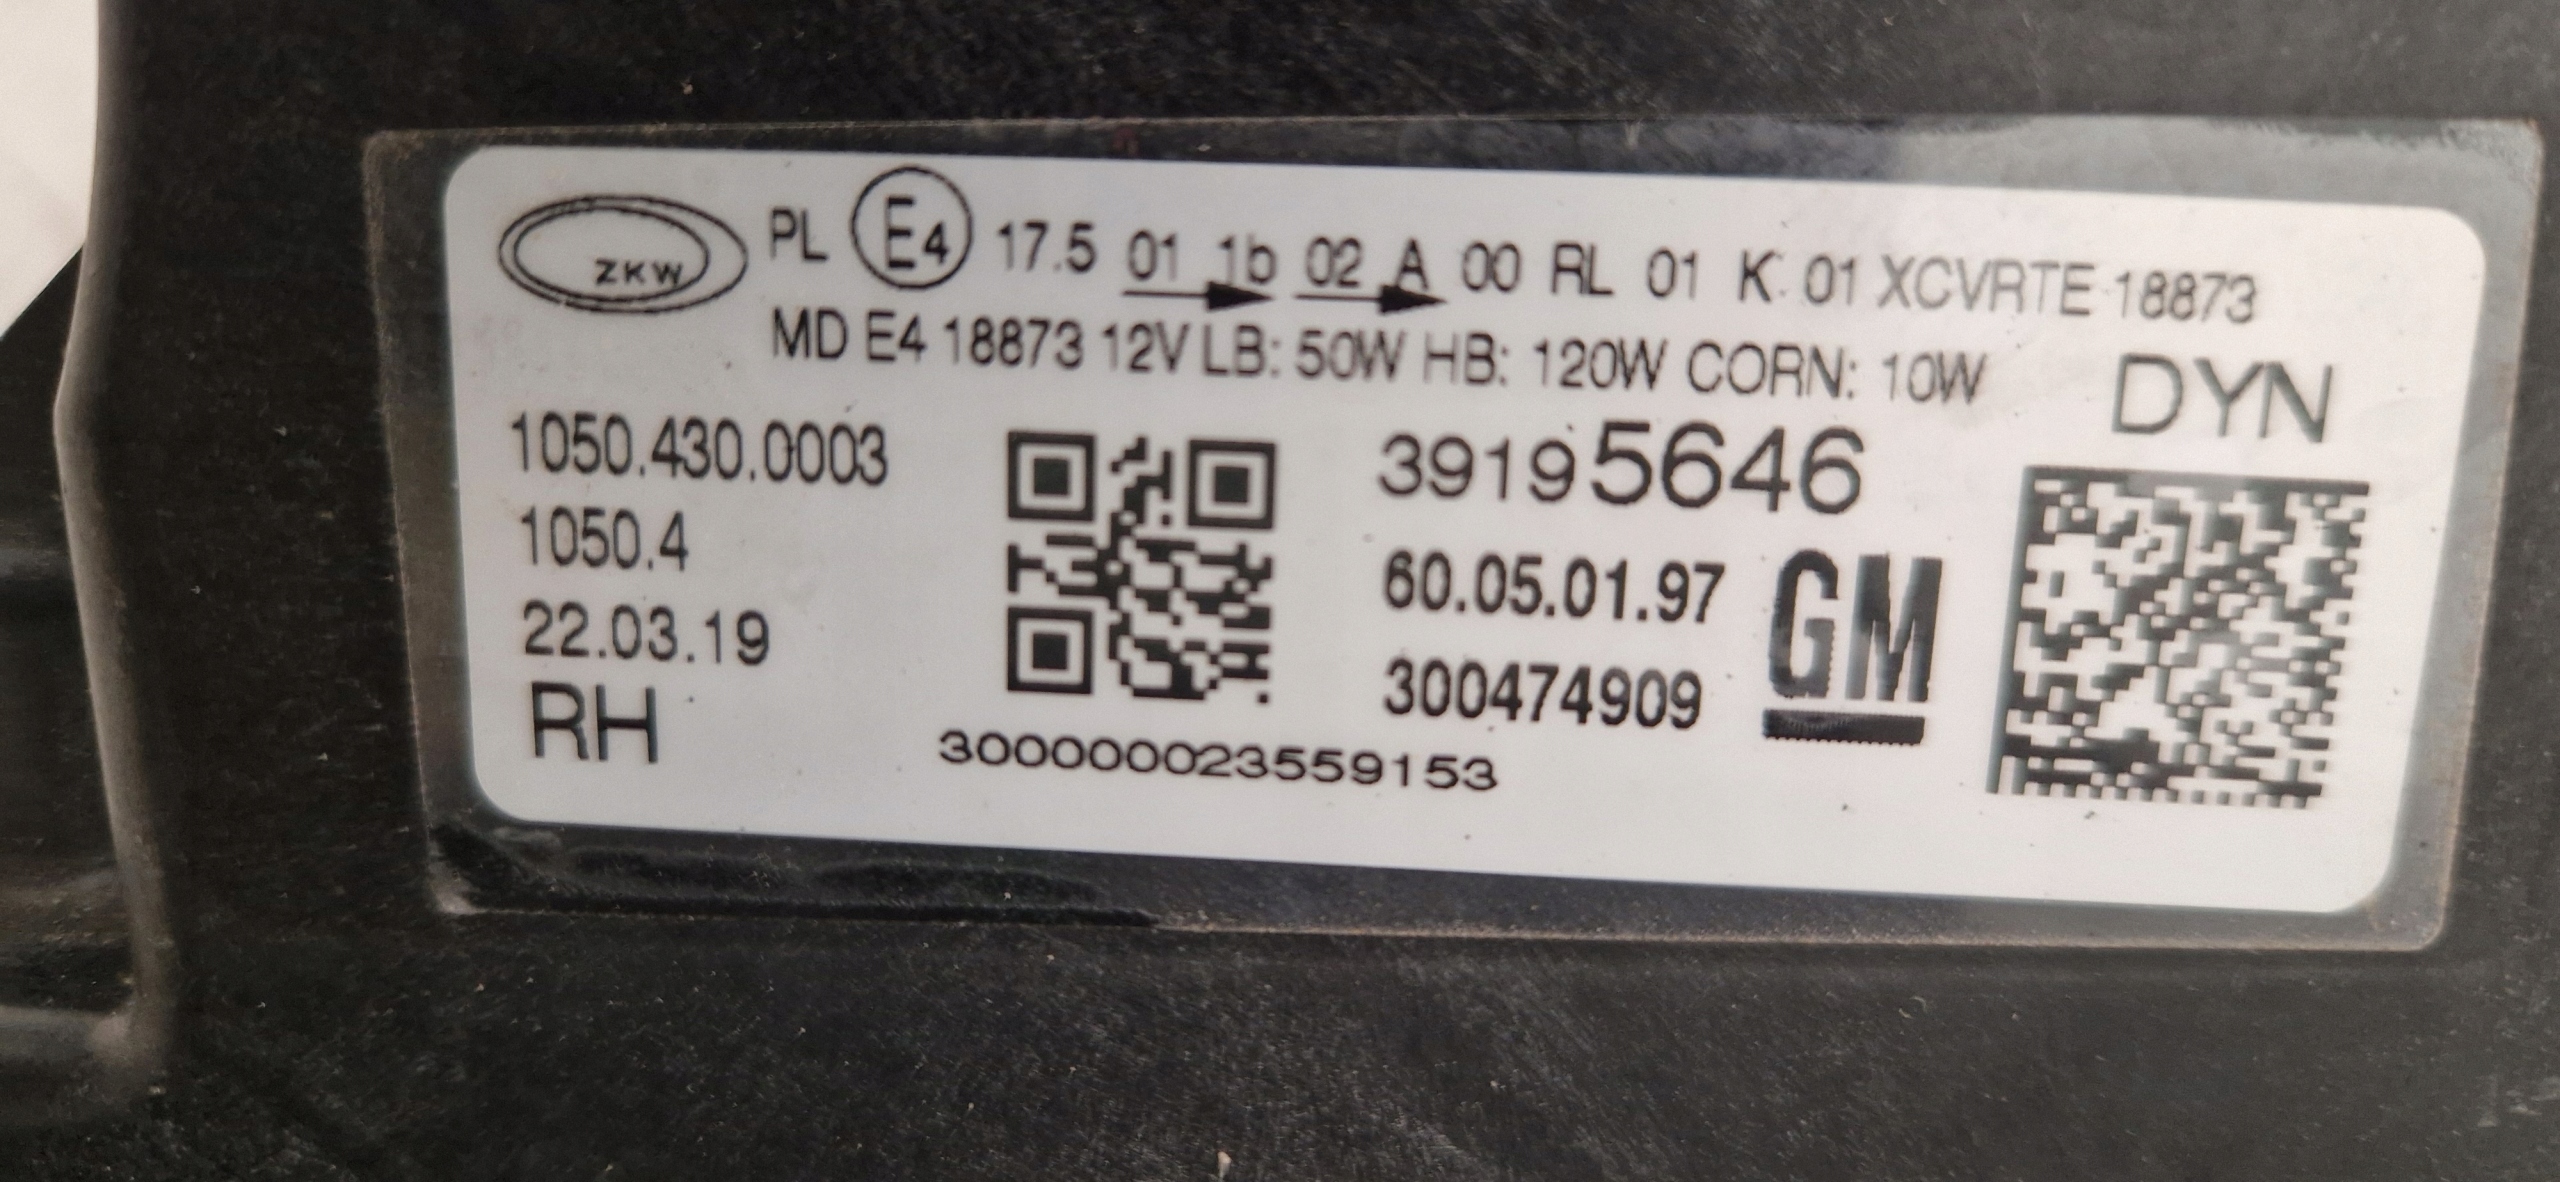 ZKW PL E4 17.5 01 1b 02 A 00 RL 01 K 01 XCVRTE 18873
MD E4 18873 12V LB: 50W HB: 120W CORN: 10W
DYN
1050.430.0003
1050.4
22.03.19
RH
39195646
60.05.01.97
300474909
GM
300000023559153